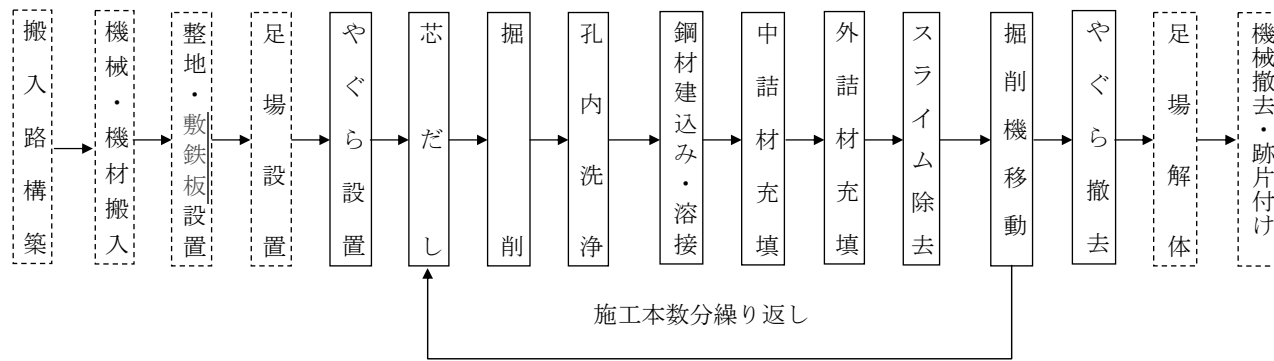 搬入路構築
機械・機材搬入
整地・敷鉄板設置
足場設置
やぐら設置
芯だし
掘削
孔内洗浄
鋼材建込み・溶接
中詰材充填
外詰材充填
スライム除去
掘削機移動
やぐら撤去
足場解体
機械撤去・跡片付け
施工本数分繰り返し